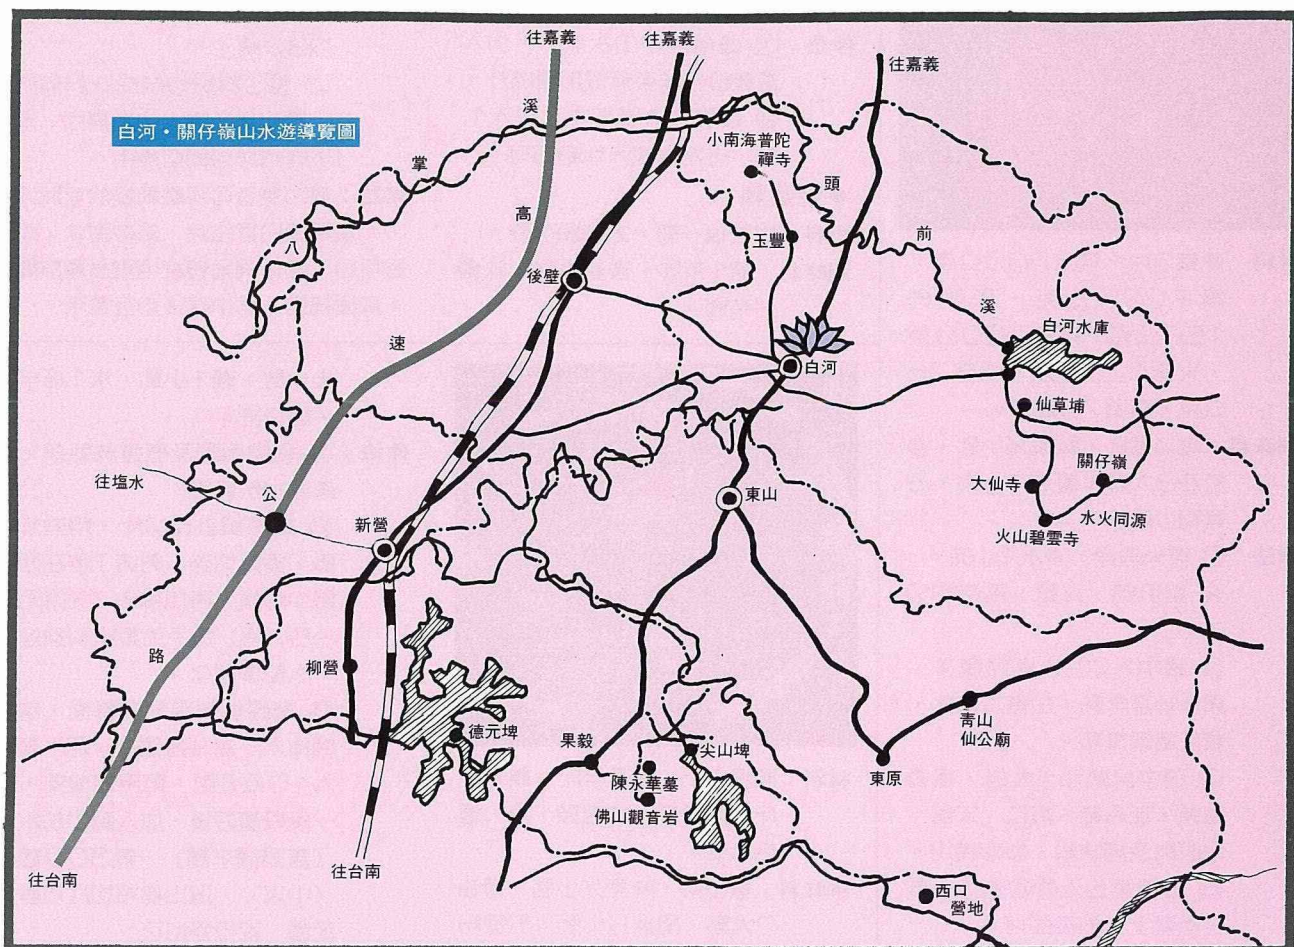 往嘉義
往嘉義
往嘉義
白河・關仔嶺山水遊導覽圖
八
掌
溪
小南海普陀
禪寺
玉豐
頭
前
溪
高
速
公
路
後壁
白河水庫
白河
仙草埔
關仔嶺
大仙寺
水火同源
火山碧雲寺
往塩水
新營
東山
柳營
德元埤
果毅
尖山埤
陳永華墓
佛山觀音岩
青山
仙公廟
東原
往台南
往台南
西口
營地